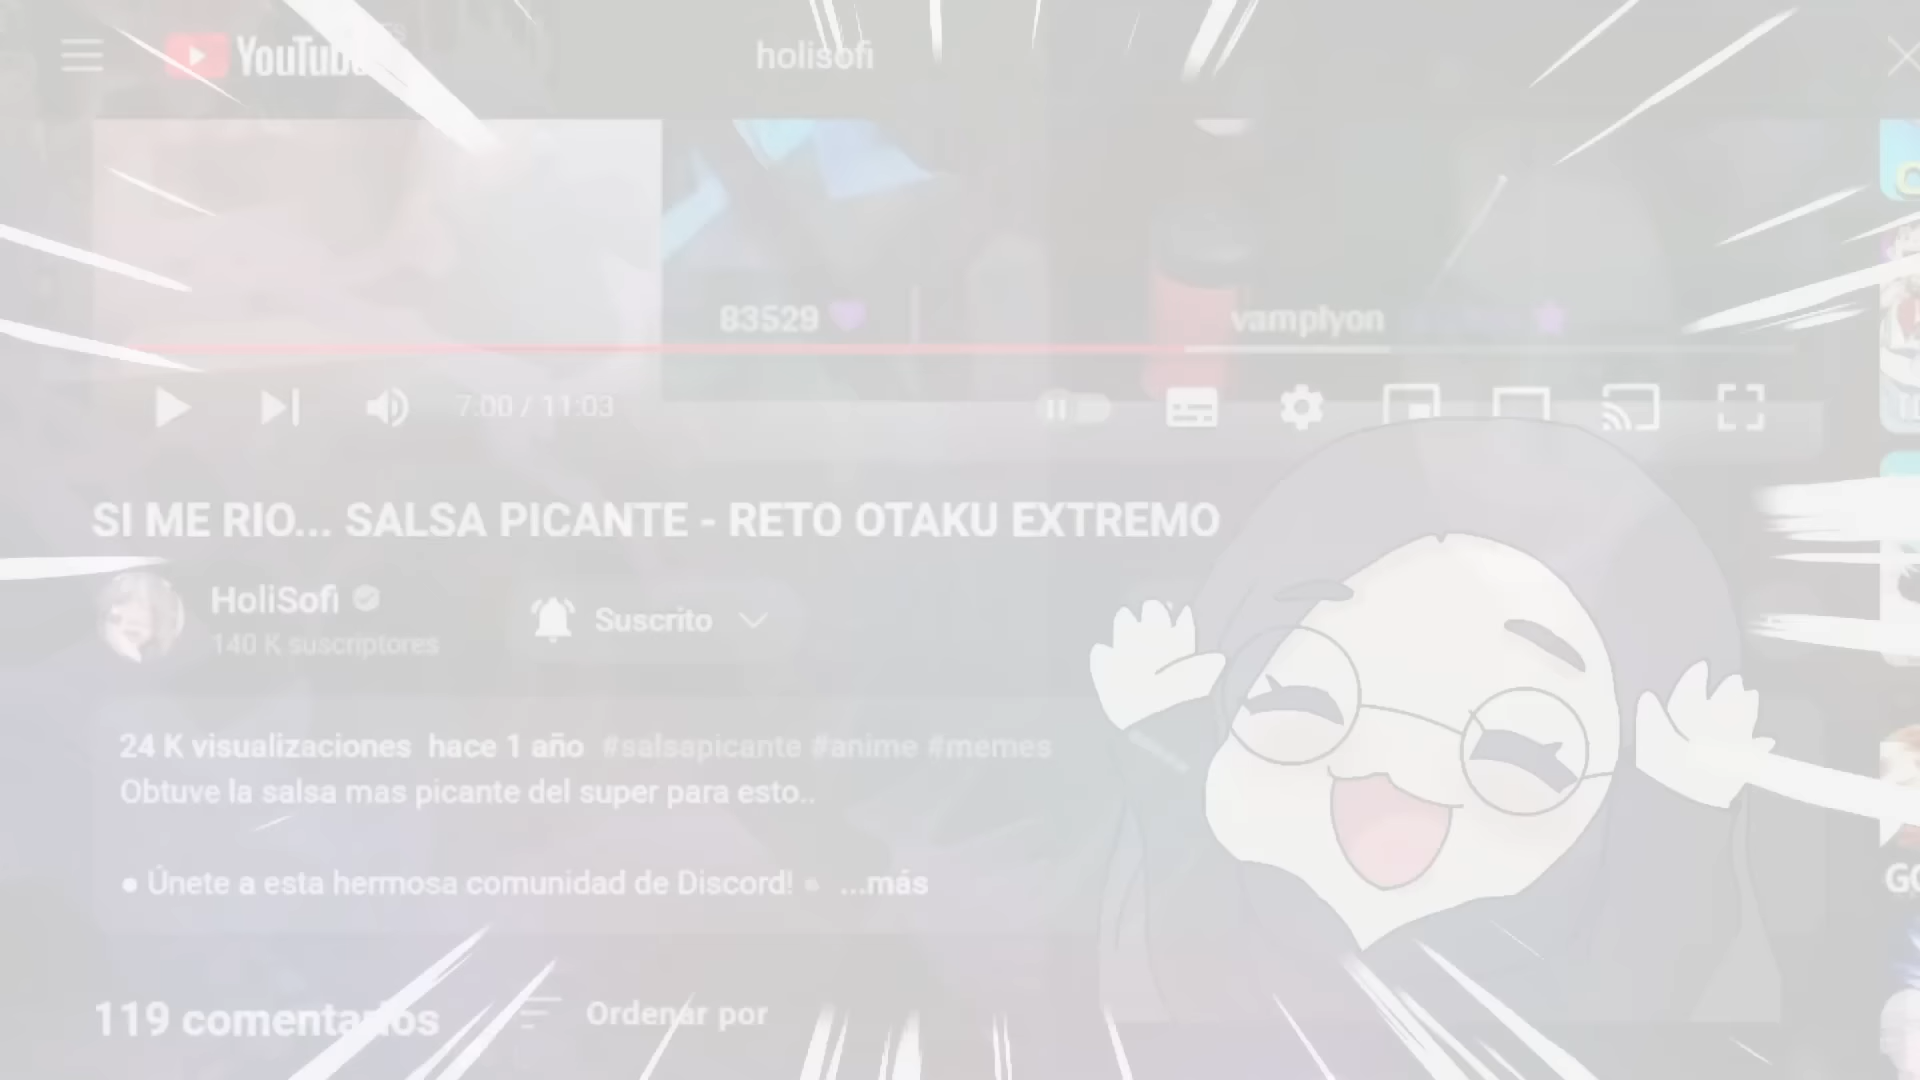 YouTube
holisofi
83529
vamplyon
7:00 / 11:03
SI ME RIO... SALSA PICANTE - RETO OTAKU EXTREMO
HoliSofi
Suscrito
140 K suscriptores
24 K visualizaciones hace 1 año #salsapicante #anime #memes
Obtuve la salsa mas picante del super para esto..
● Únete a esta hermosa comunidad de Discord! ● ...más
119 comentarios
Ordenar por